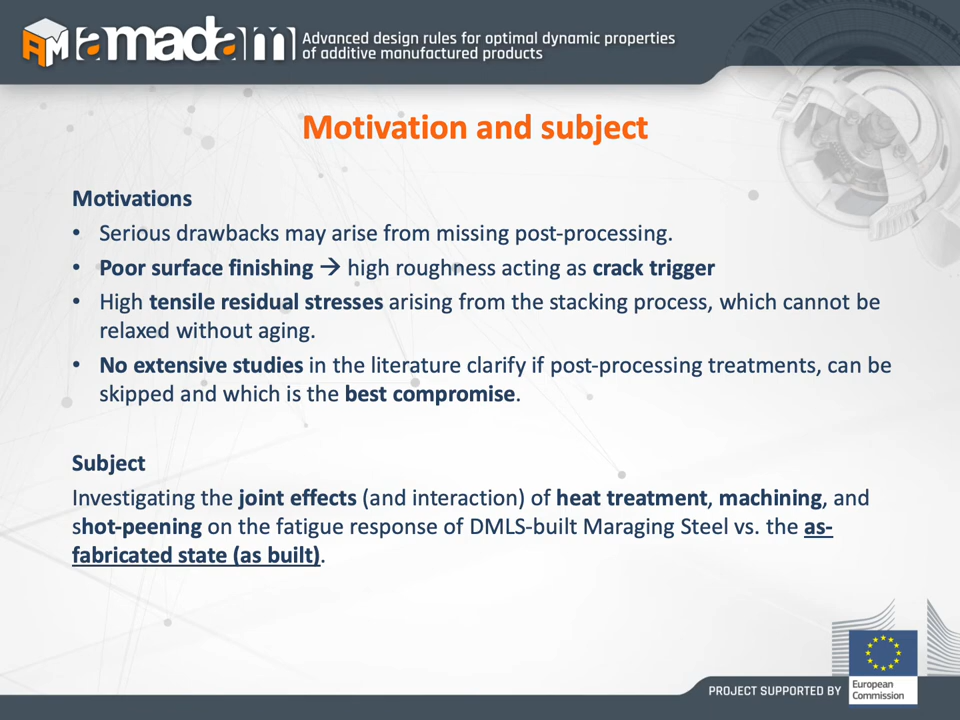 AM amadam Advanced design rules for optimal dynamic properties
of additive manufactured products
Motivation and subject
Motivations
• Serious drawbacks may arise from missing post-processing.
• Poor surface finishing → high roughness acting as crack trigger
• High tensile residual stresses arising from the stacking process, which cannot be
relaxed without aging.
• No extensive studies in the literature clarify if post-processing treatments, can be
skipped and which is the best compromise.
Subject
Investigating the joint effects (and interaction) of heat treatment, machining, and
shot-peening on the fatigue response of DMLS-built Maraging Steel vs. the as-
fabricated state (as built).
PROJECT SUPPORTED BY
European
Commission